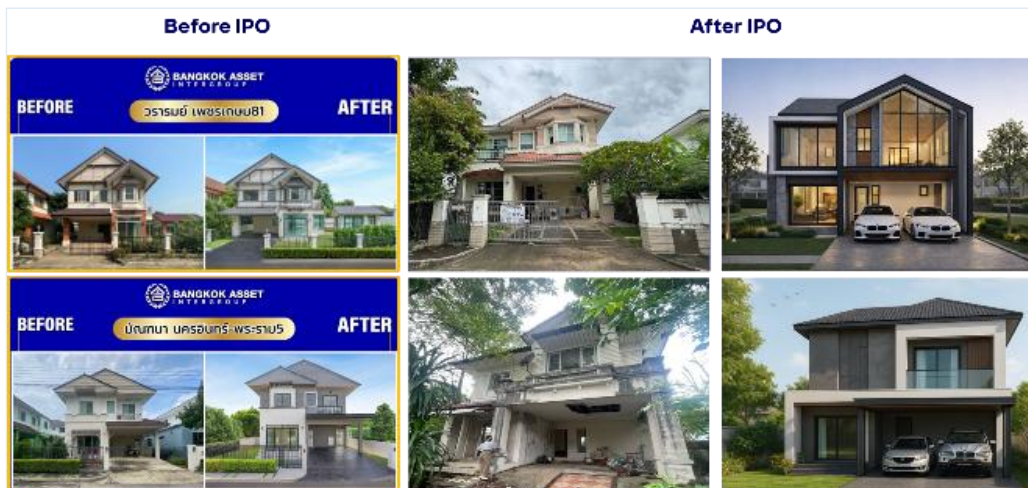 Before IPO
After IPO
BANGKOK ASSET
INTERGROUP
BEFORE
วรารมย์ เพชรเกษม81
AFTER
BANGKOK ASSET
INTERGROUP
BEFORE
มัณฑนา นครอินทร์-พระราม5
AFTER